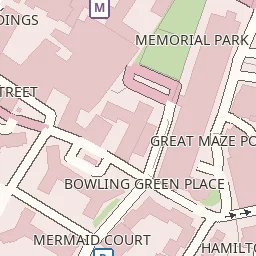 M
DINGS
MEMORIAL PARK
STREET
GREAT MAZE PO
BOWLING GREEN PLACE
MERMAID COURT
HAMILTO